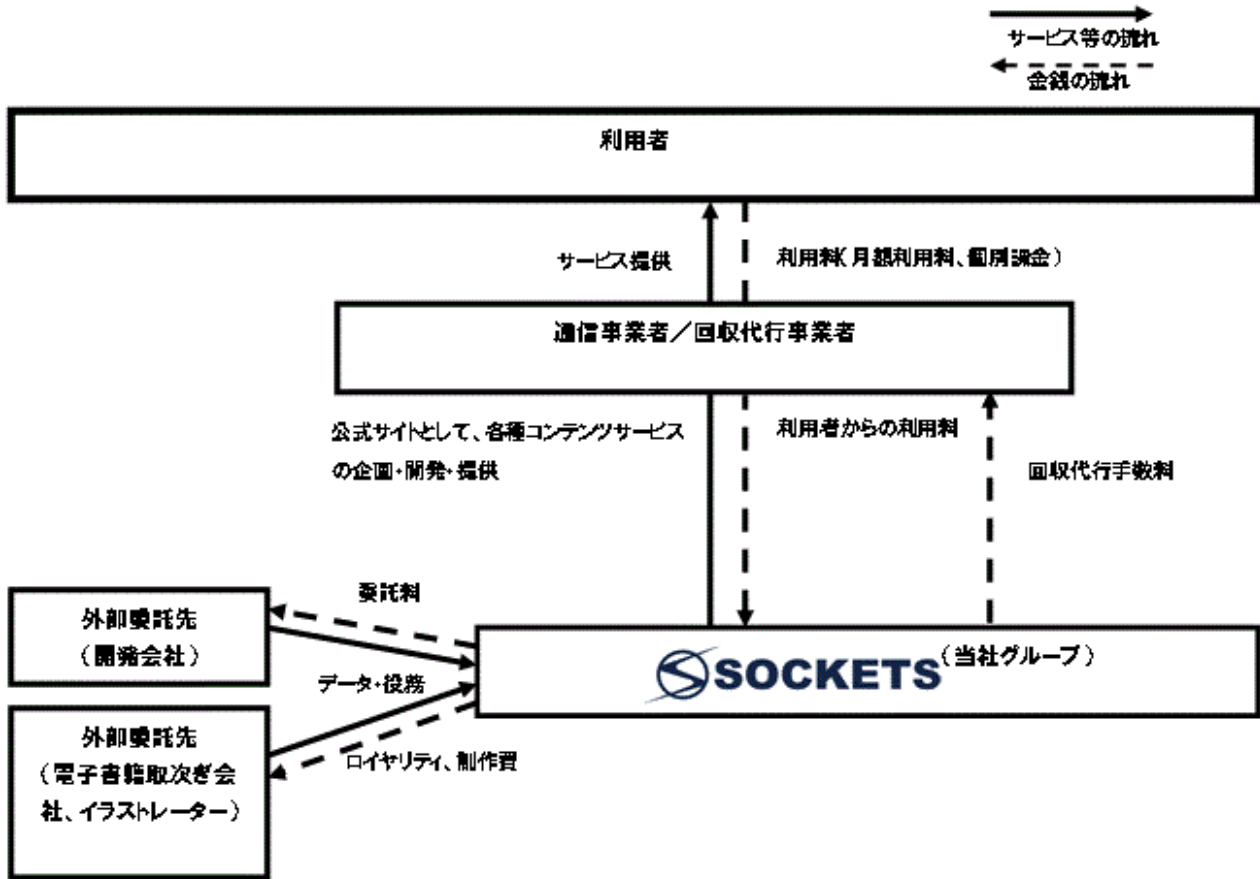 サービス等の流れ
金銭の流れ
利用者
サービス提供
利用料(月額利用料、個別課金)
通信事業者／回収代行事業者
公式サイトとして、各種コンテンツサービス
の企画・開発・提供
利用者からの利用料
回収代行手数料
委託料
外部委託先
(開発会社)
データ・役務
SOCKETS(当社グループ)
外部委託先
(電子書籍取次ぎ会
社、イラストレーター)
ロイヤリティ、制作費